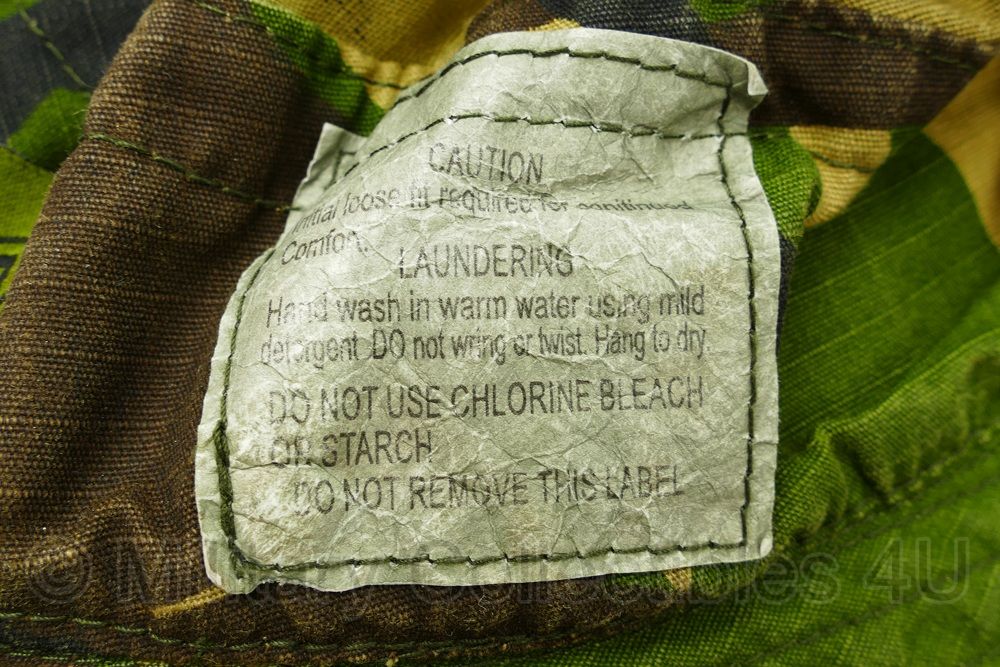 CAUTION
Initial loose fit required for conitinued
Comfort.
LAUNDERING
Hand wash in warm water using mild
detergent DO not wring or twist. Hang to dry.
DO NOT USE CHLORINE BLEACH
OR STARCH
DO NOT REMOVE THIS LABEL
© Military Collectibles 4U